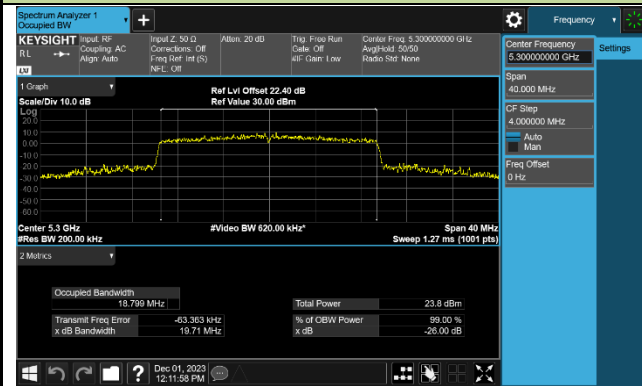 Spectrum Analyzer 1
Occupied BW
Frequency
KEYSIGHT
RL
LXI
Input: RF
Coupling: AC
Align: Auto
Input Z: 50 Ω
Corrections: Off
Freq Ref: Int (S)
NFE: Off
Atten: 20 dB
Trig: Free Run
Gate: Off
#IF Gain: Low
Center Freq: 5.300000000 GHz
Avg|Hold: 50/50
Radio Std: None
Center Frequency
5.300000000 GHz
Settings
Span
40.000 MHz
CF Step
4.000000 MHz
Auto
Man
Freq Offset
0 Hz
1 Graph
Scale/Div 10.0 dB
Ref Lvl Offset 22.40 dB
Ref Value 30.00 dBm
Log
20.0
10.0
0.00
-10.0
-20.0
-30.0
-40.0
-50.0
-60.0
Center 5.3 GHz
#Res BW 200.00 kHz
#Video BW 620.00 kHz*
Span 40 MHz
Sweep 1.27 ms (1001 pts)
2 Metrics
Occupied Bandwidth
18.799 MHz
Total Power
23.8 dBm
Transmit Freq Error
-63.363 kHz
% of OBW Power
99.00 %
x dB Bandwidth
19.71 MHz
x dB
-26.00 dB
?
Dec 01, 2023
12:11:58 PM